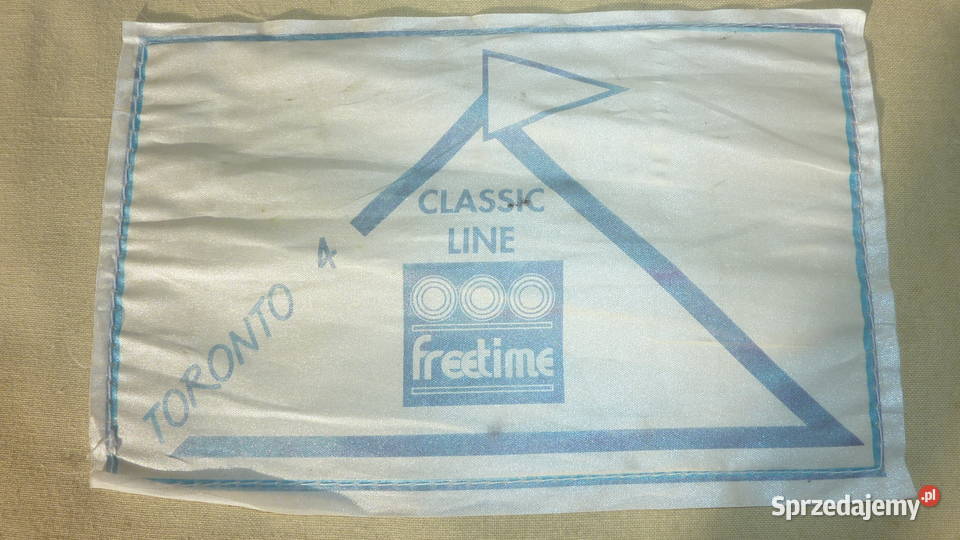 CLASSIC
LINE
TORONTO 4
freetime
Sprzedajemy.pl